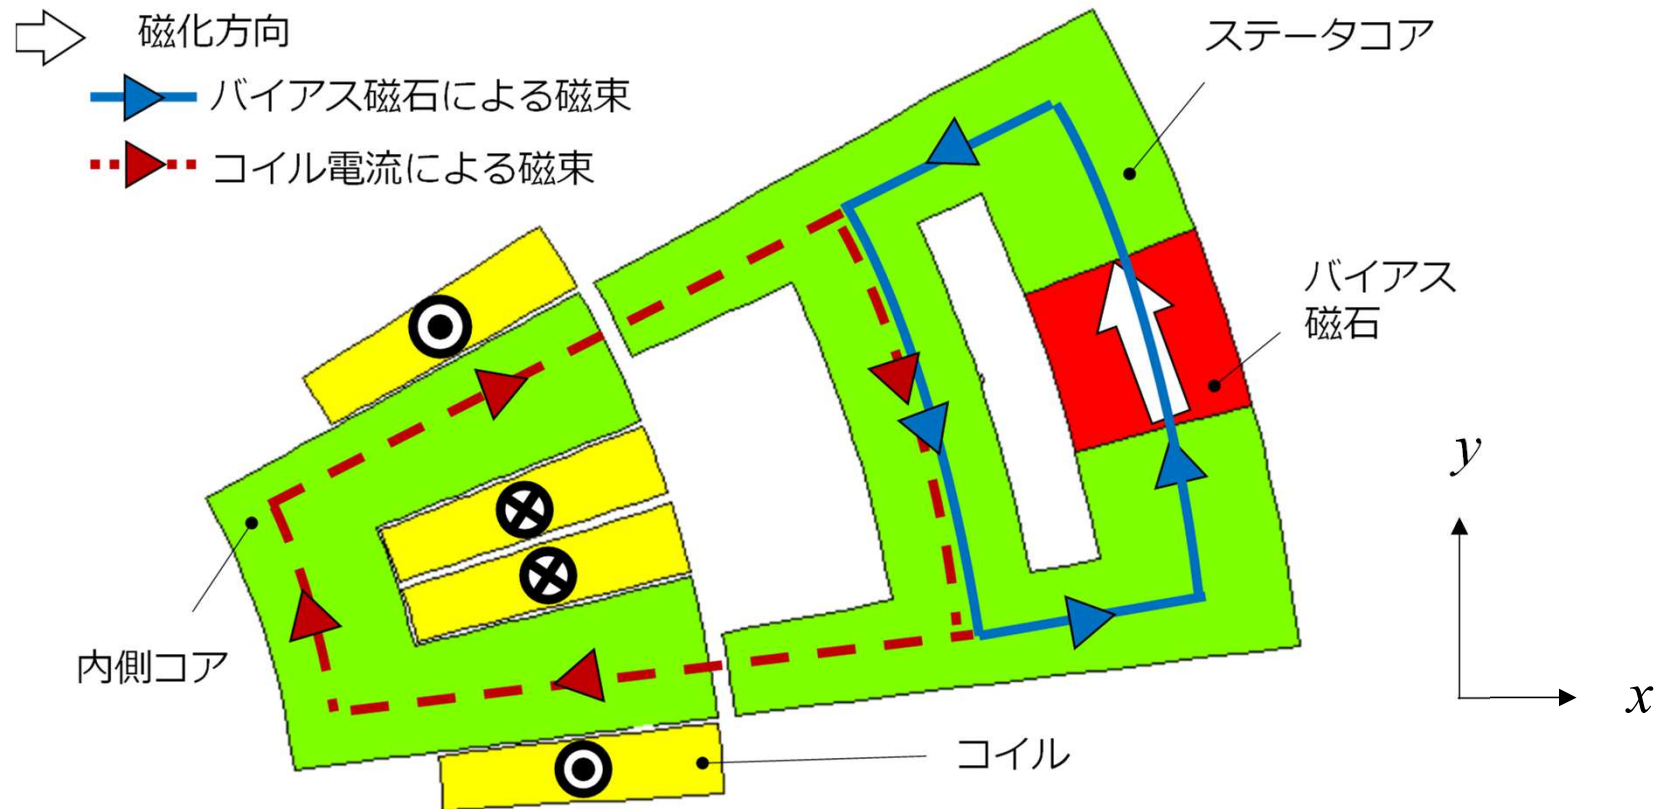 磁化方向
バイアス磁石による磁束
コイル電流による磁束
ステータコア
バイアス
磁石
内側コア
コイル
y
x